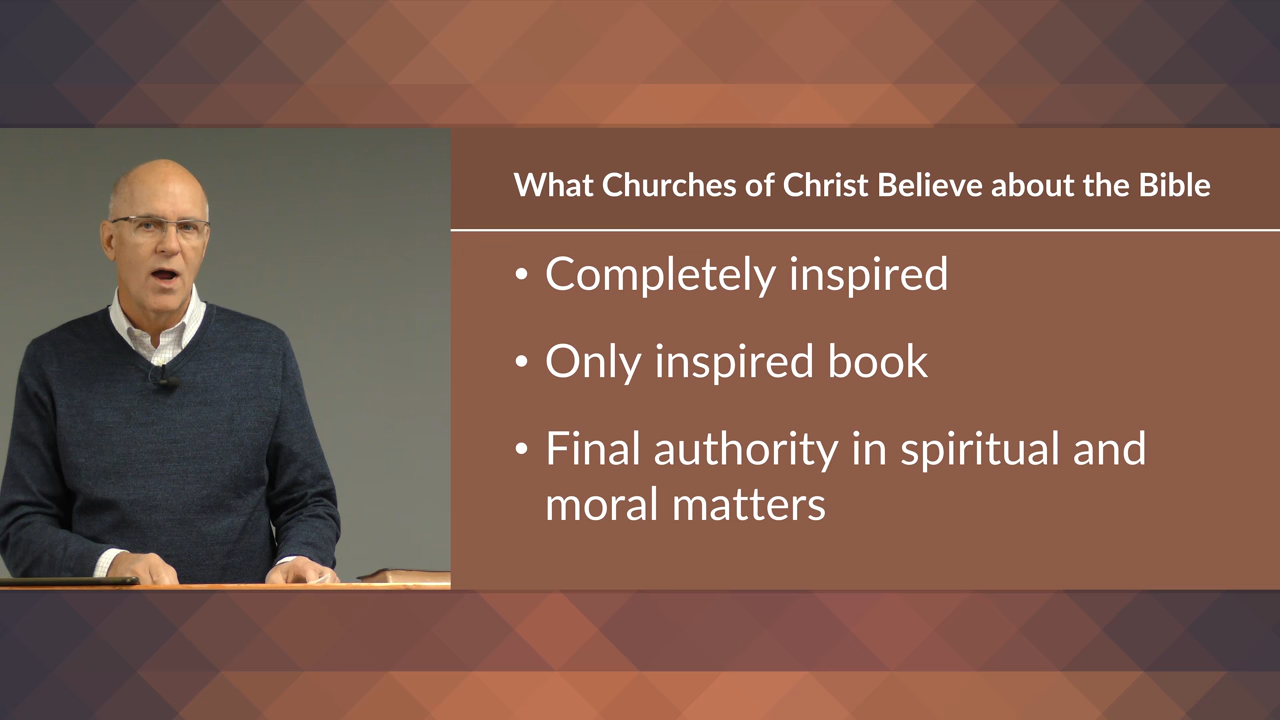 What Churches of Christ Believe about the Bible
• Completely inspired
• Only inspired book
• Final authority in spiritual and
moral matters